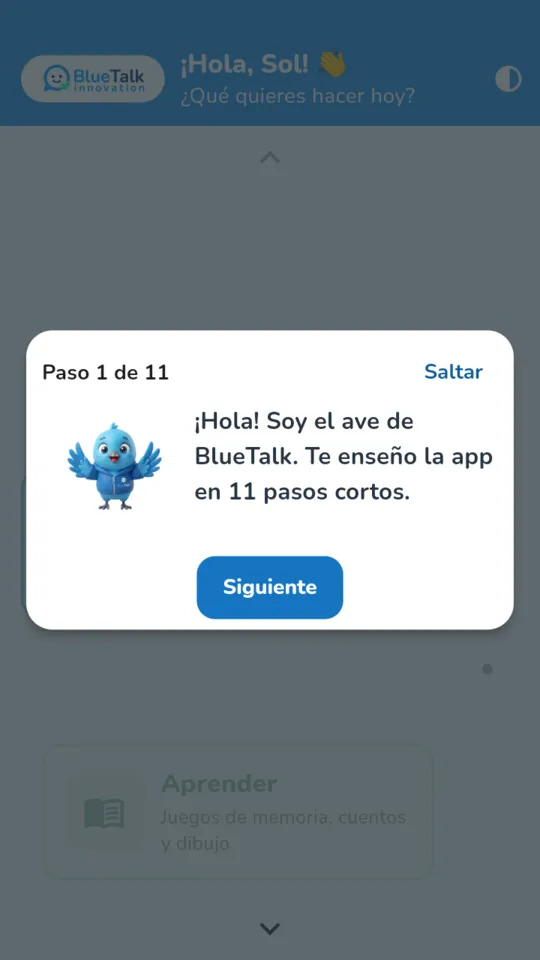 BlueTalk
innovation
¡Hola, Sol! 👋
¿Qué quieres hacer hoy?
Paso 1 de 11
Saltar
¡Hola! Soy el ave de
BlueTalk. Te enseño la app
en 11 pasos cortos.
Siguiente
Aprender
Juegos de memoria, cuentos
y dibujo